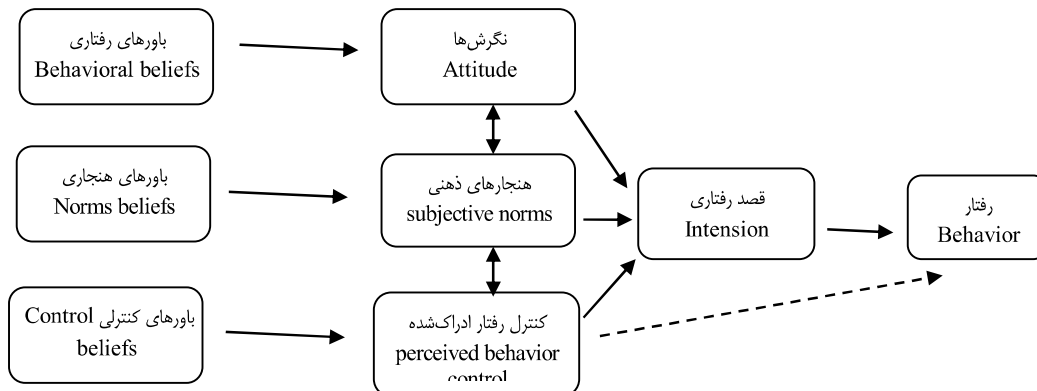 باورهای رفتاری
Behavioral beliefs
نگرش‌ها
Attitude
باورهای هنجاری
Norms beliefs
هنجارهای ذهنی
subjective norms
قصد رفتاری
Intension
رفتار
Behavior
باورهای کنترلی Control
beliefs
کنترل رفتار ادراک‌شده
perceived behavior
control